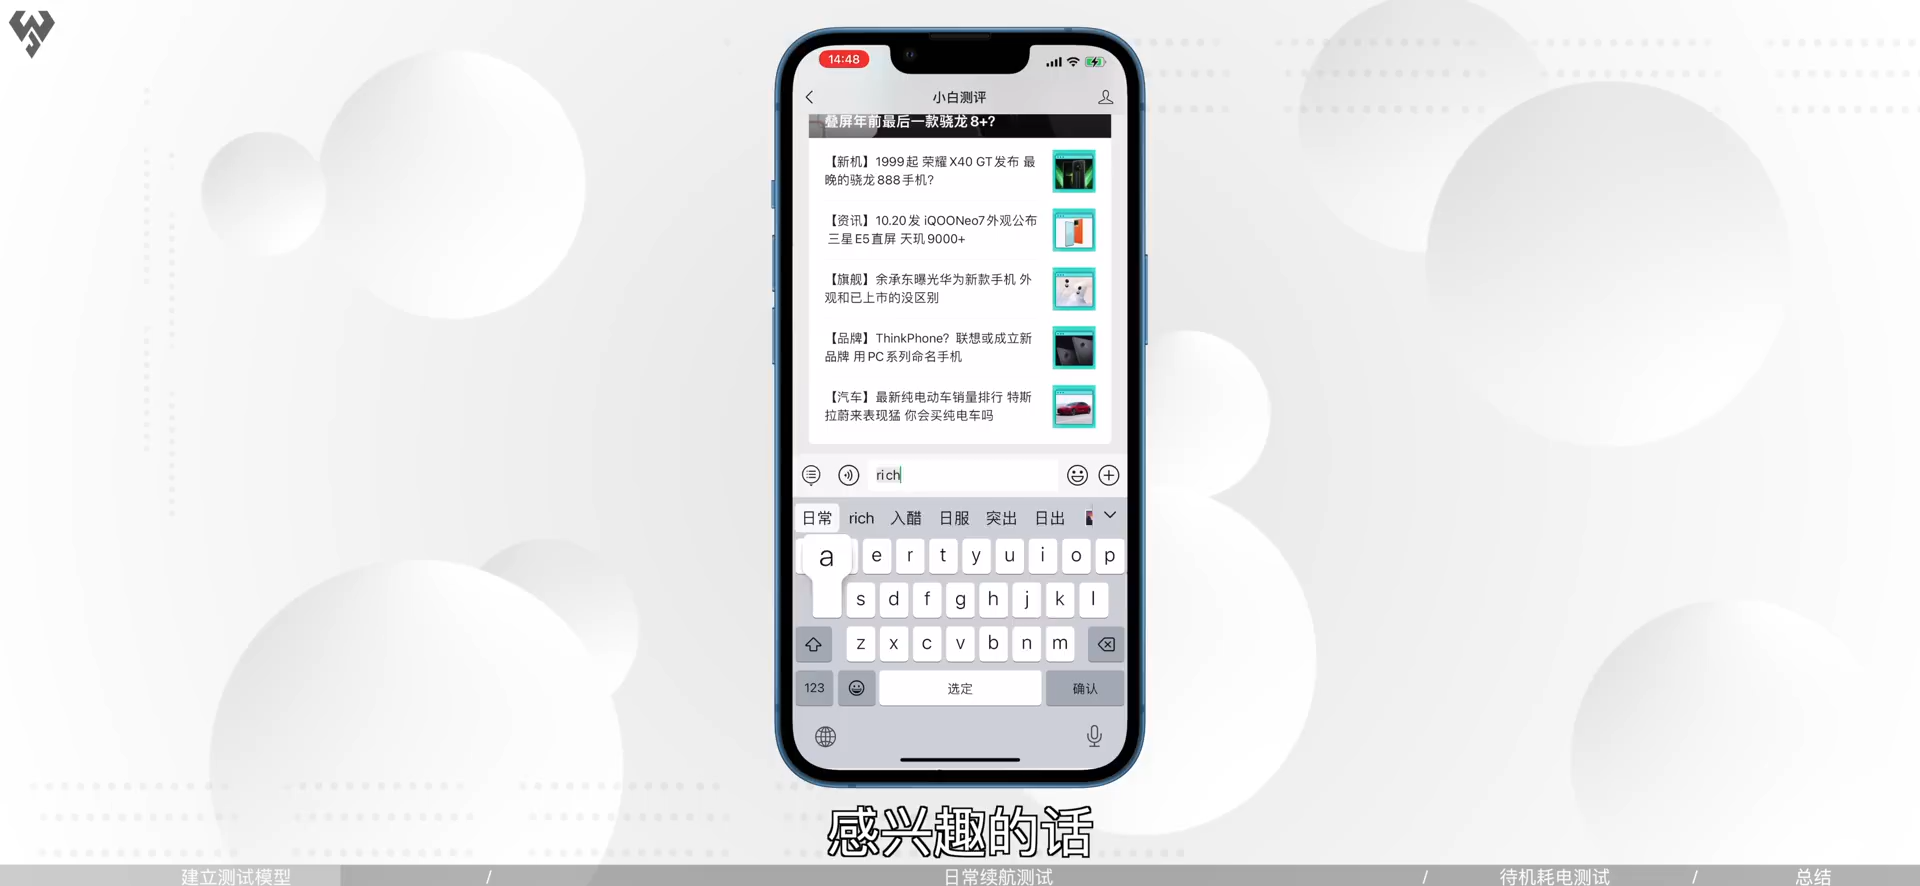 14:48
小白测评
叠屏年前最后一款骁龙8+?
【新机】1999起 荣耀X40 GT发布 最
晚的骁龙888手机?
【资讯】10.20发 iQOONeo7外观公布
三星E5直屏 天玑9000+
【旗舰】余承东曝光华为新款手机 外
观和已上市的没区别
【品牌】ThinkPhone? 联想或成立新
品牌 用PC系列命名手机
【汽车】最新纯电动车销量排行 特斯
拉蔚来表现猛 你会买纯电车吗
rich
日常 rich 入醋 日服 突出 日出
a e r t y u i o p
s d f g h j k l
z x c v b n m
123 选定 确认
感兴趣的话
建立测试模型 / 日常续航测试 / 待机耗电测试 / 总结